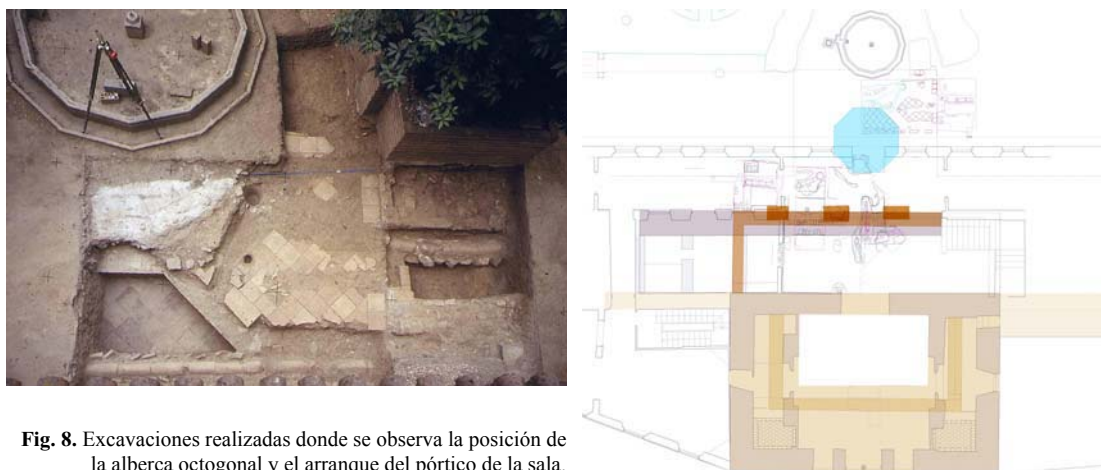 Fig. 8. Excavaciones realizadas donde se observa la posición de
la alberca octogonal y el arranque del pórtico de la sala.